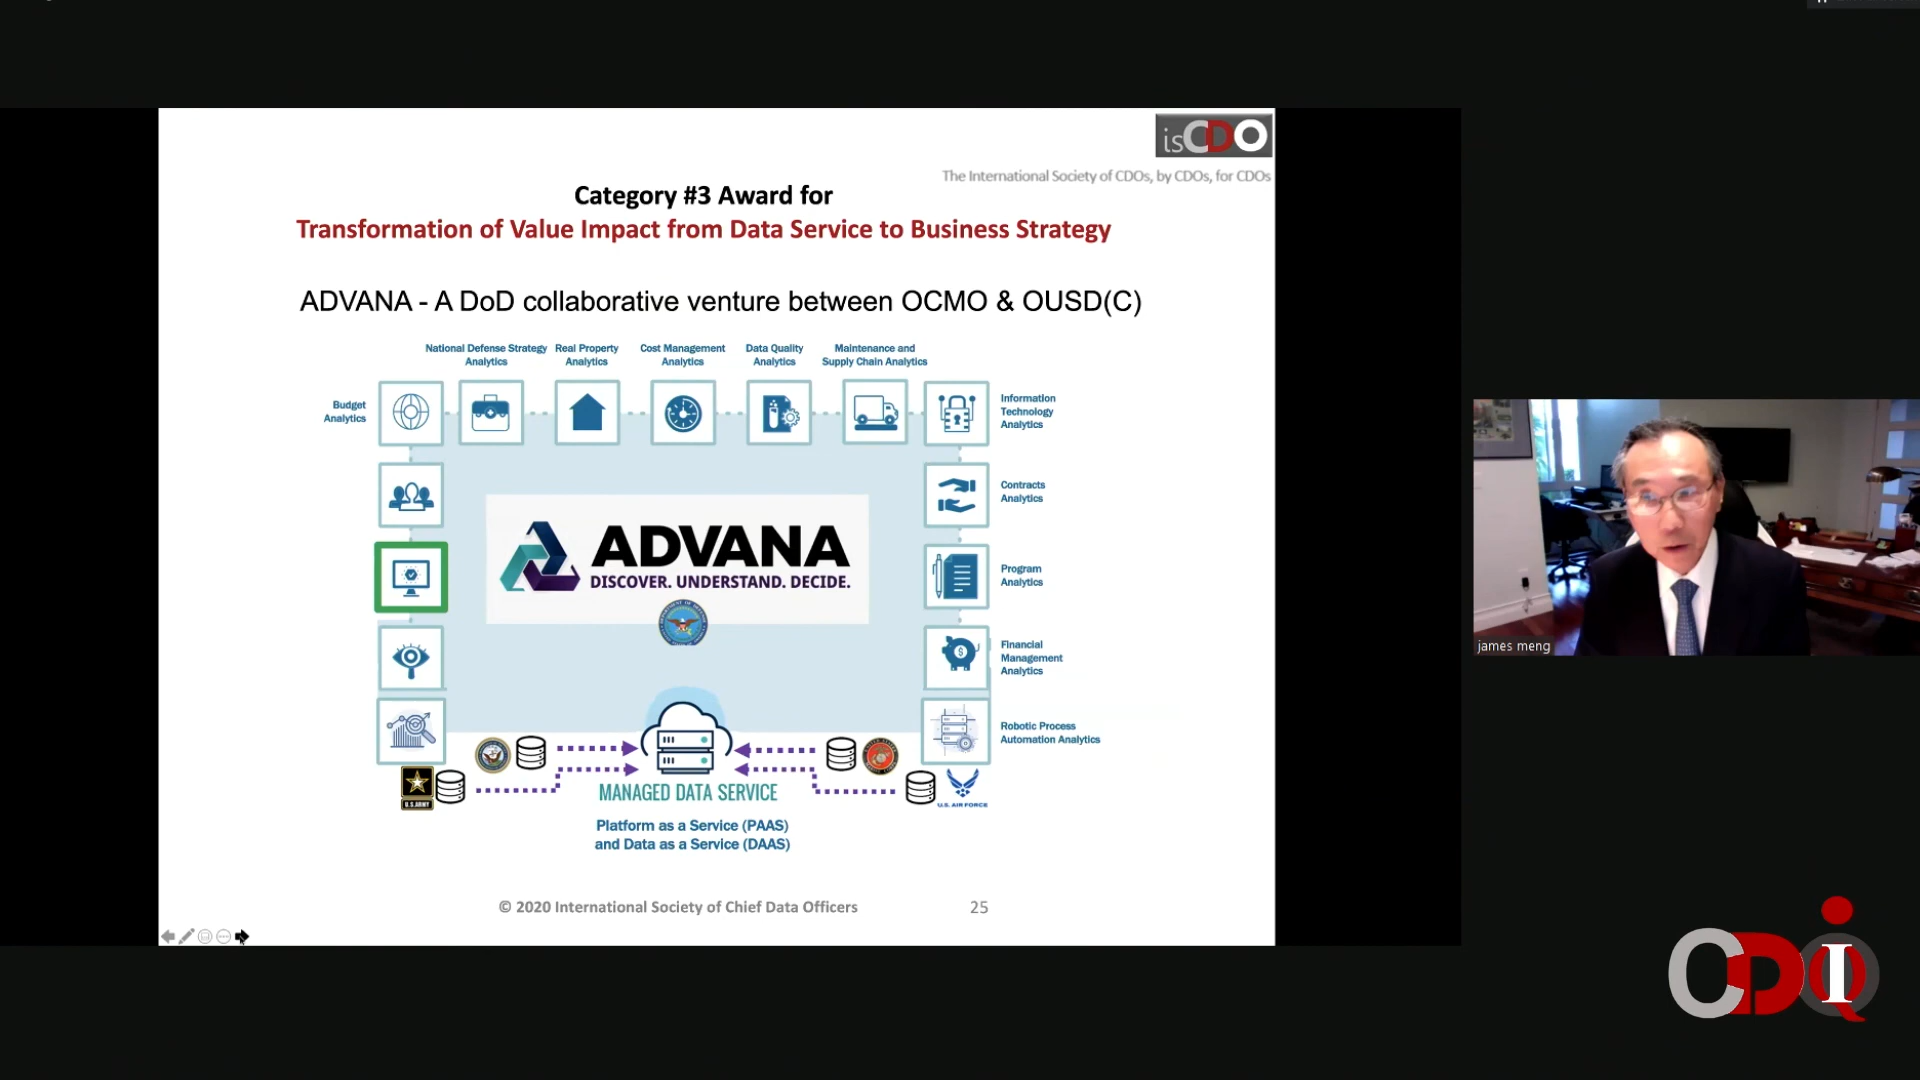 isCDO
The International Society of CDOs, by CDOs, for CDOs
Category #3 Award for
Transformation of Value Impact from Data Service to Business Strategy
ADVANA - A DoD collaborative venture between OCMO & OUSD(C)
National Defense Strategy
Analytics
Real Property
Analytics
Cost Management
Analytics
Data Quality
Analytics
Maintenance and
Supply Chain Analytics
Budget
Analytics
Information
Technology
Analytics
Contracts
Analytics
ADVANA
DISCOVER. UNDERSTAND. DECIDE.
Program
Analytics
Financial
Management
Analytics
Robotic Process
Automation Analytics
U.S. ARMY
U.S. AIR FORCE
MANAGED DATA SERVICE
Platform as a Service (PAAS)
and Data as a Service (DAAS)
© 2020 International Society of Chief Data Officers
25
james meng
CDOIQ